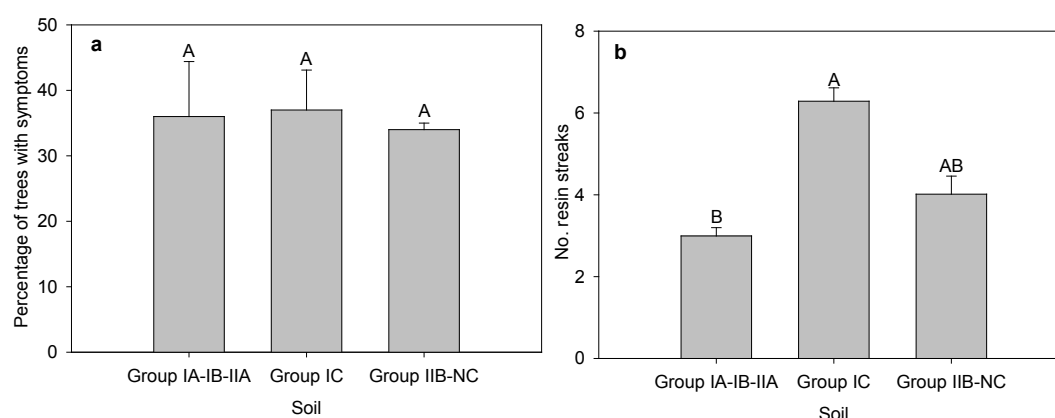 a
Percentage of trees with symptoms
50
40
30
20
10
0
A
A
A
Group IA-IB-IIA
Group IC
Group IIB-NC
Soil
b
No. resin streaks
8
6
4
2
0
B
A
AB
Group IA-IB-IIA
Group IC
Group IIB-NC
Soil